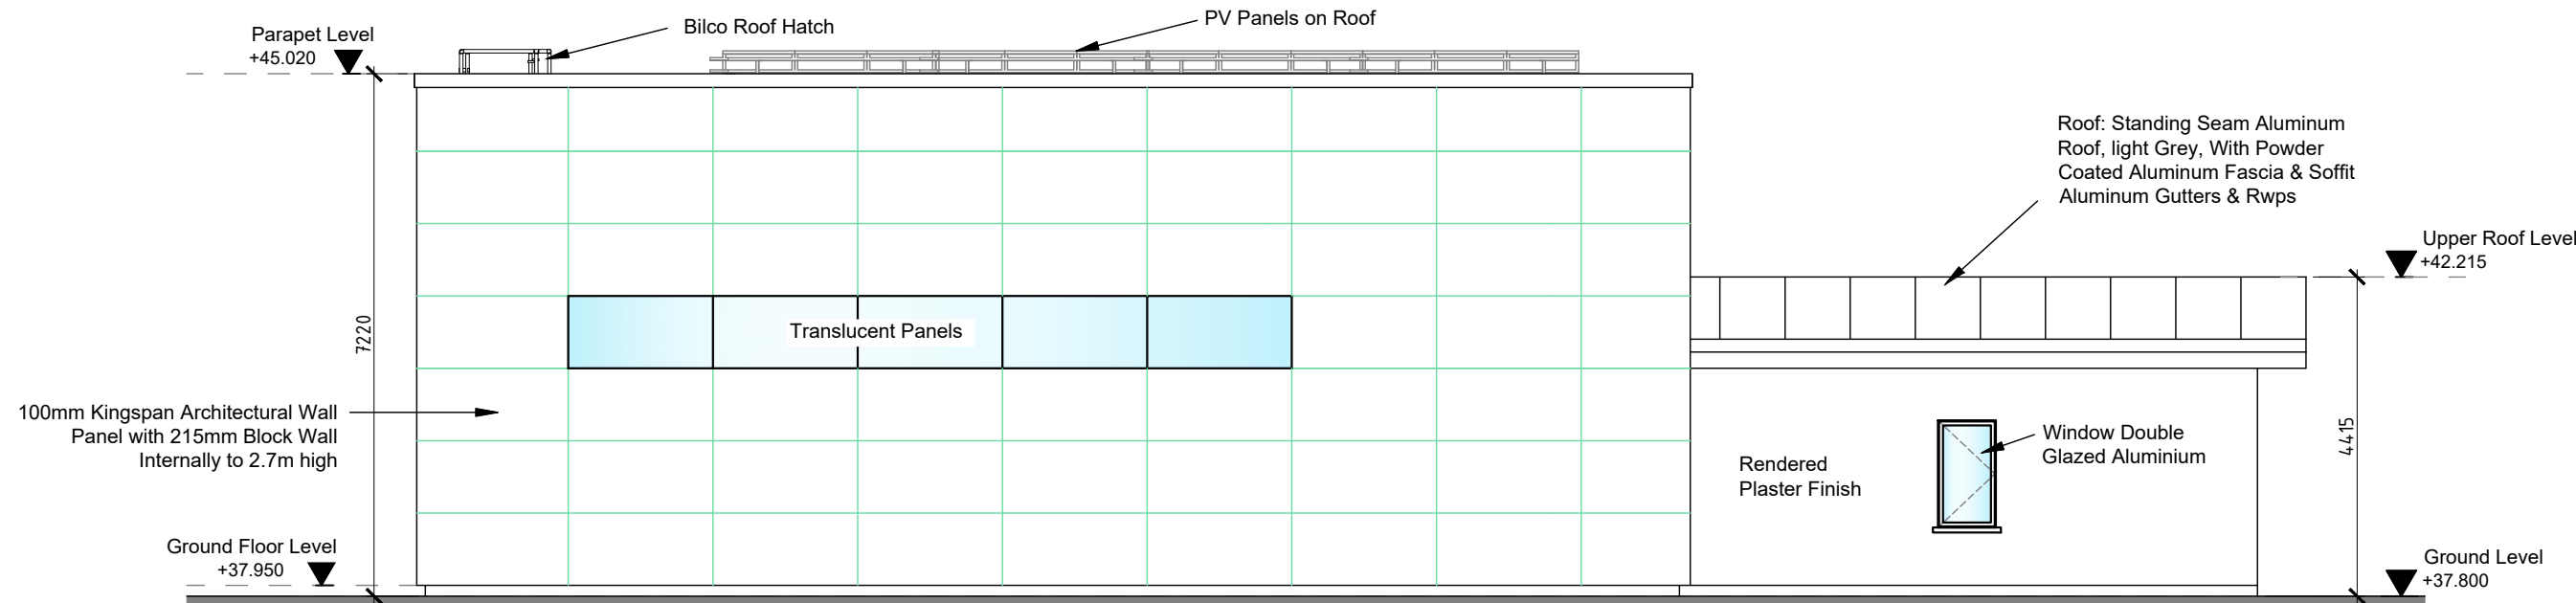 Parapet Level
+45.020
Bilco Roof Hatch
PV Panels on Roof
Roof: Standing Seam Aluminum
Roof, light Grey, With Powder
Coated Aluminum Fascia & Soffit
Aluminum Gutters & Rwps
Upper Roof Level
+42.215
Translucent Panels
7220
100mm Kingspan Architectural Wall
Panel with 215mm Block Wall
Internally to 2.7m high
Rendered
Plaster Finish
Window Double
Glazed Aluminium
4415
Ground Floor Level
+37.950
Ground Level
+37.800